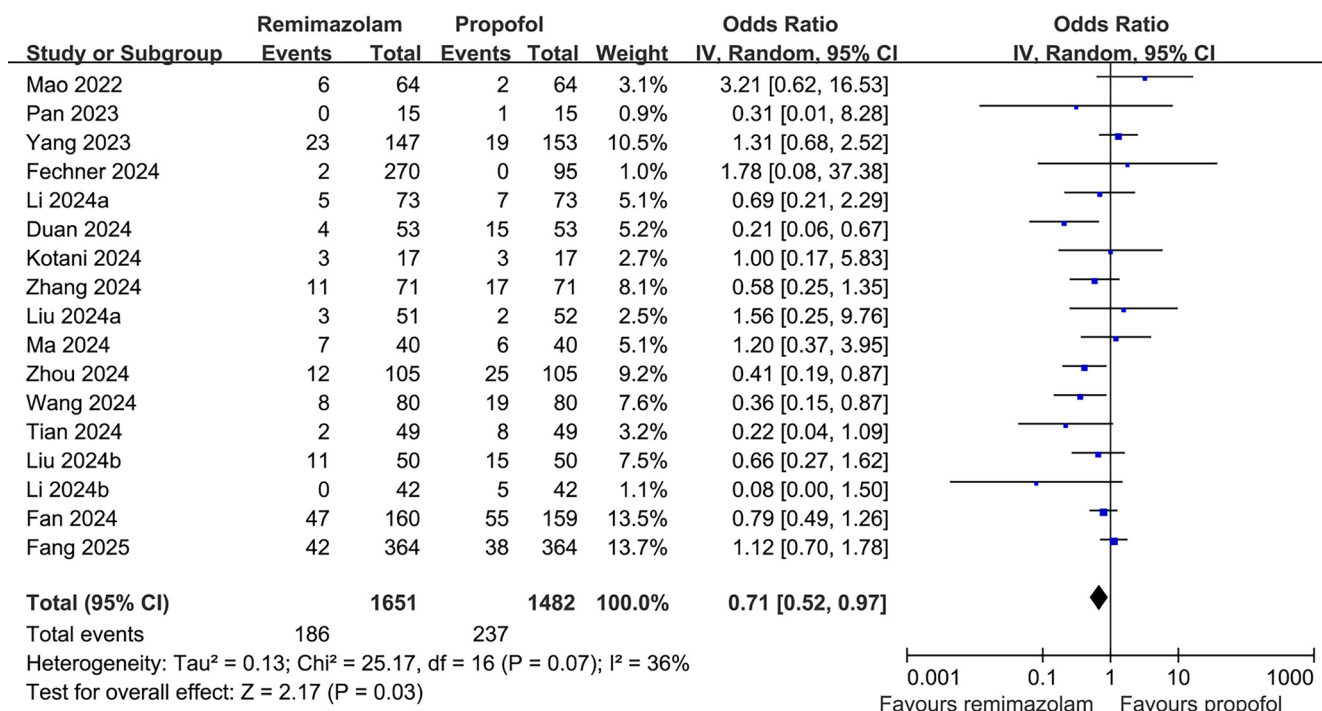 Remimazolam Propofol Odds Ratio Odds Ratio
Study or Subgroup Events Total Events Total Weight IV, Random, 95% CI IV, Random, 95% CI
Mao 2022 6 64 2 64 3.1% 3.21 [0.62, 16.53]
Pan 2023 0 15 1 15 0.9% 0.31 [0.01, 8.28]
Yang 2023 23 147 19 153 10.5% 1.31 [0.68, 2.52]
Fechner 2024 2 270 0 95 1.0% 1.78 [0.08, 37.38]
Li 2024a 5 73 7 73 5.1% 0.69 [0.21, 2.29]
Duan 2024 4 53 15 53 5.2% 0.21 [0.06, 0.67]
Kotani 2024 3 17 3 17 2.7% 1.00 [0.17, 5.83]
Zhang 2024 11 71 17 71 8.1% 0.58 [0.25, 1.35]
Liu 2024a 3 51 2 52 2.5% 1.56 [0.25, 9.76]
Ma 2024 7 40 6 40 5.1% 1.20 [0.37, 3.95]
Zhou 2024 12 105 25 105 9.2% 0.41 [0.19, 0.87]
Wang 2024 8 80 19 80 7.6% 0.36 [0.15, 0.87]
Tian 2024 2 49 8 49 3.2% 0.22 [0.04, 1.09]
Liu 2024b 11 50 15 50 7.5% 0.66 [0.27, 1.62]
Li 2024b 0 42 5 42 1.1% 0.08 [0.00, 1.50]
Fan 2024 47 160 55 159 13.5% 0.79 [0.49, 1.26]
Fang 2025 42 364 38 364 13.7% 1.12 [0.70, 1.78]
Total (95% CI) 1651 1482 100.0% 0.71 [0.52, 0.97]
Total events 186 237
Heterogeneity: Tau² = 0.13; Chi² = 25.17, df = 16 (P = 0.07); I² = 36%
Test for overall effect: Z = 2.17 (P = 0.03)
0.001 0.1 1 10 1000
Favours remimazolam Favours propofol